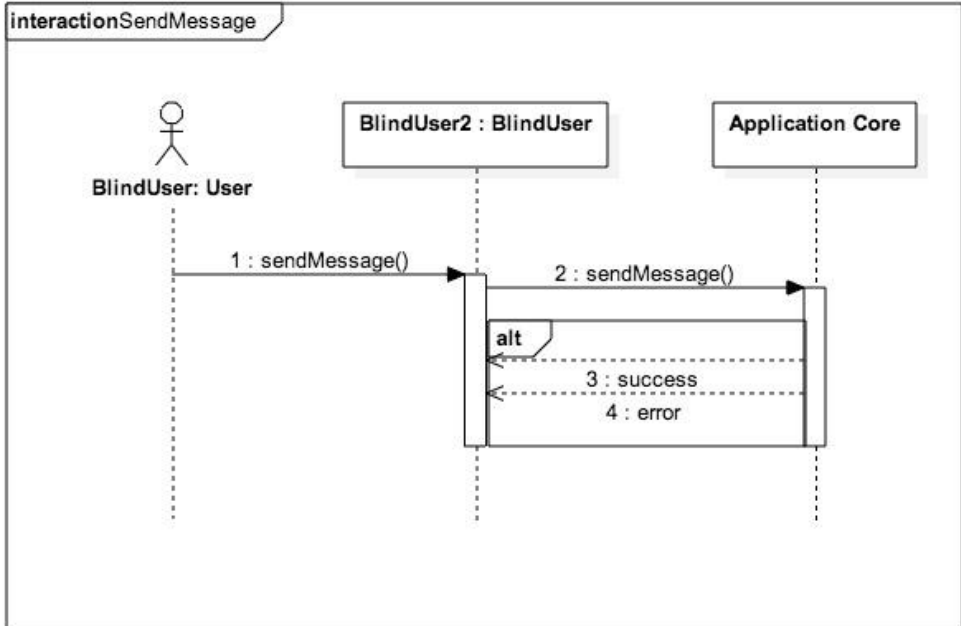 interactionSendMessage
BlindUser: User
BlindUser2 : BlindUser
Application Core
1 : sendMessage()
2 : sendMessage()
alt
3 : success
4 : error